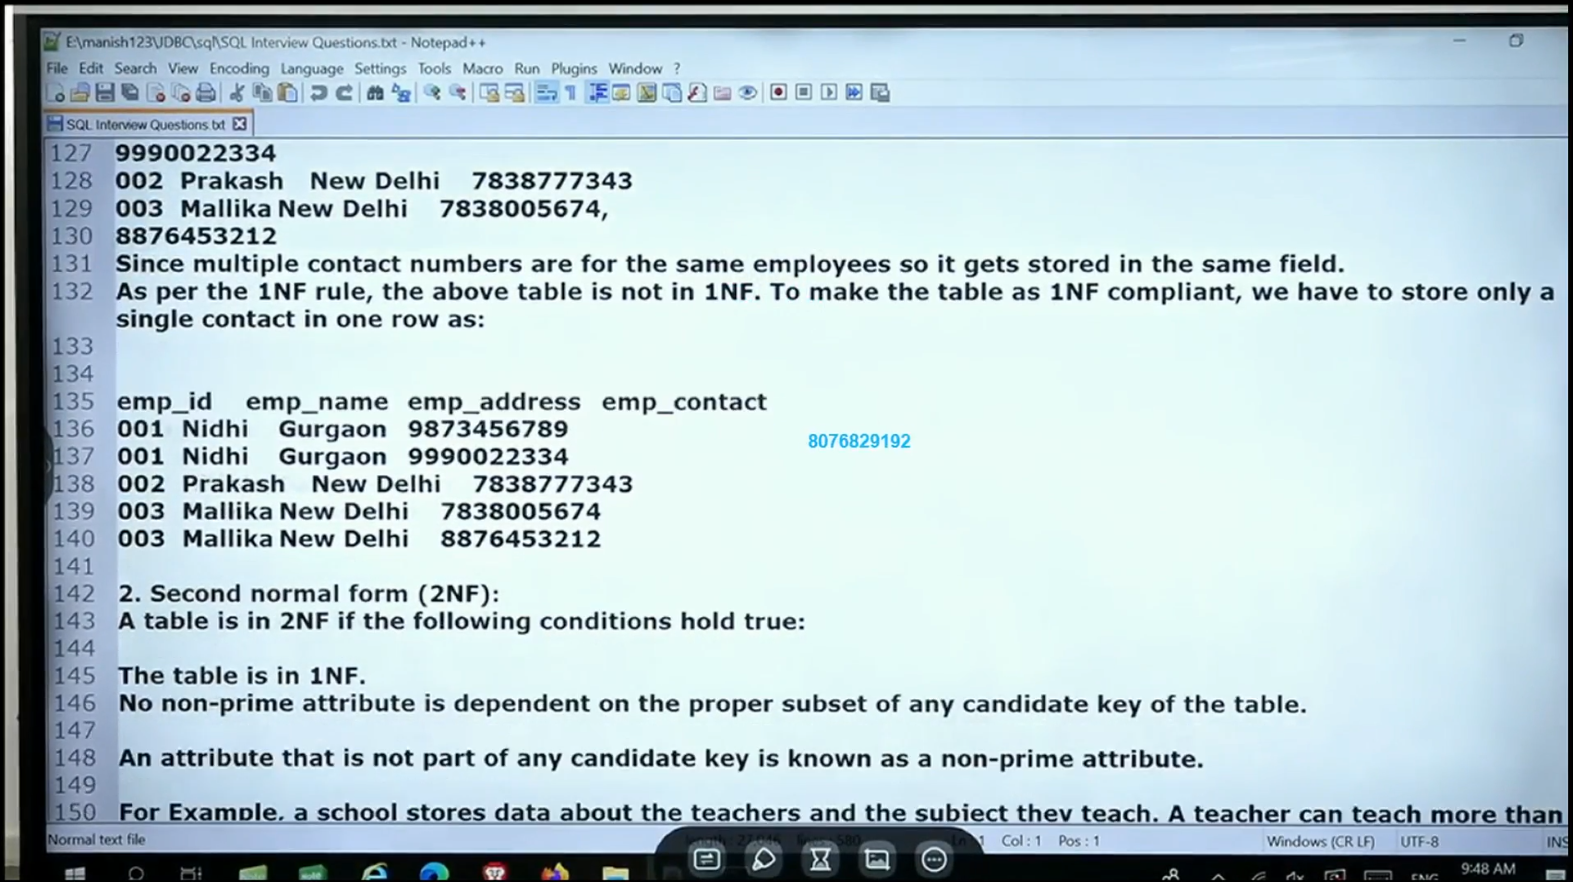 E:\manish123\JDBC\sql\SQL Interview Questions.txt - Notepad++
File Edit Search View Encoding Language Settings Tools Macro Run Plugins Window ?
SQL Interview Questions.txt
127 9990022334
128 002 Prakash New Delhi 7838777343
129 003 Mallika New Delhi 7838005674,
130 8876453212
131 Since multiple contact numbers are for the same employees so it gets stored in the same field.
132 As per the 1NF rule, the above table is not in 1NF. To make the table as 1NF compliant, we have to store only a
single contact in one row as:
133
134
135 emp_id emp_name emp_address emp_contact
136 001 Nidhi Gurgaon 9873456789
8076829192
137 001 Nidhi Gurgaon 9990022334
138 002 Prakash New Delhi 7838777343
139 003 Mallika New Delhi 7838005674
140 003 Mallika New Delhi 8876453212
141
142 2. Second normal form (2NF):
143 A table is in 2NF if the following conditions hold true:
144
145 The table is in 1NF.
146 No non-prime attribute is dependent on the proper subset of any candidate key of the table.
147
148 An attribute that is not part of any candidate key is known as a non-prime attribute.
149
150 For Example, a school stores data about the teachers and the subject they teach. A teacher can teach more than
Normal text file Col : 1 Pos : 1 Windows (CR LF) UTF-8 INS
ENG 9:48 AM